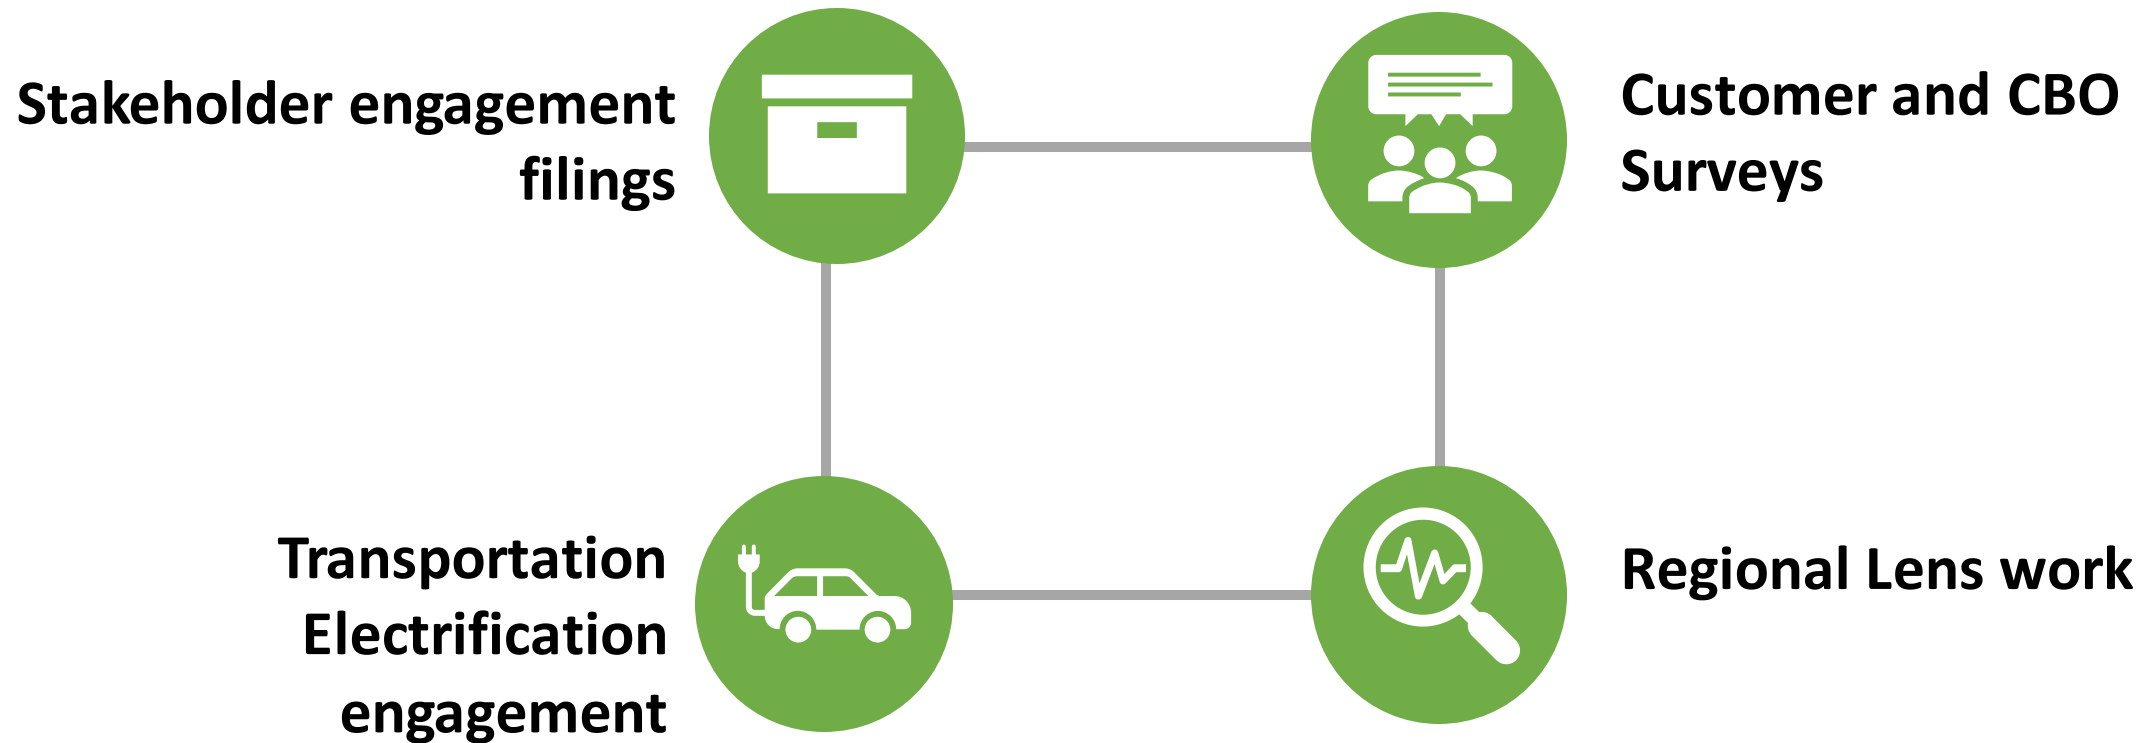 Stakeholder engagement
filings
Customer and CBO
Surveys
Transportation
Electrification
engagement
Regional Lens work